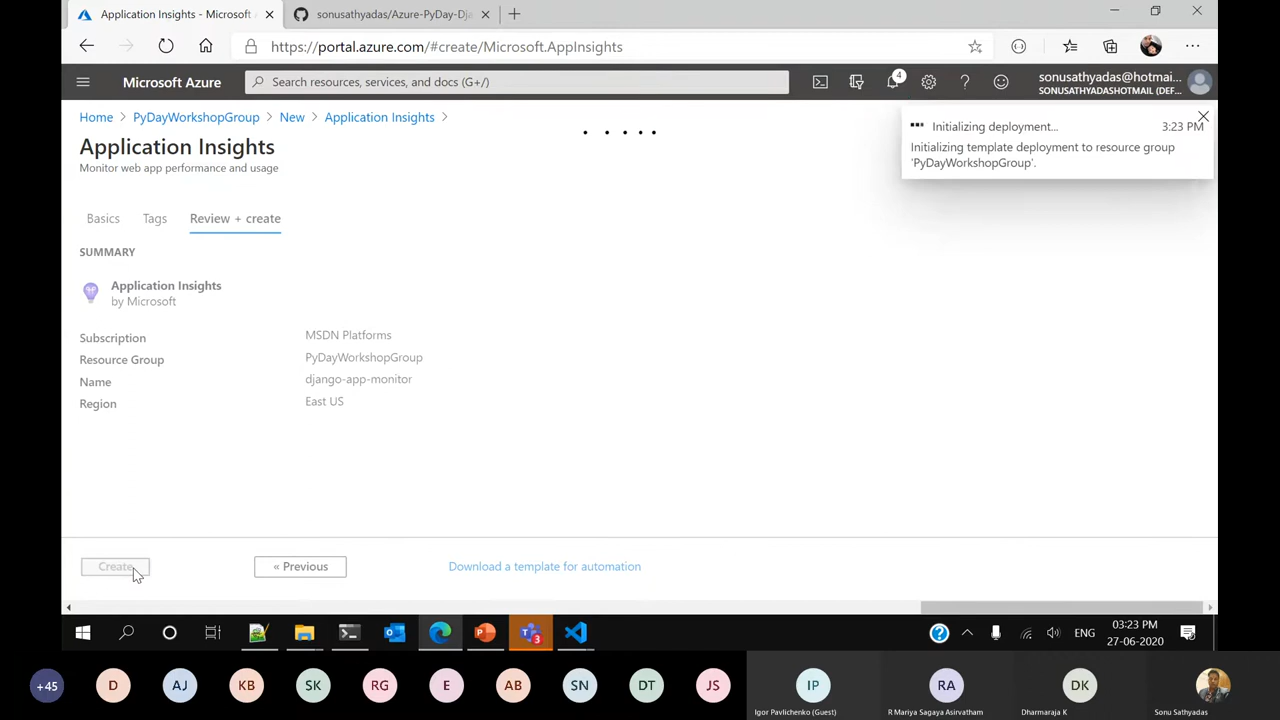 Application Insights - Microsoft A
sonusathyadas/Azure-PyDay-Dja
https://portal.azure.com/#create/Microsoft.AppInsights
Microsoft Azure
Search resources, services, and docs (G+/)
4
sonusathyadas@hotmai...
SONUSATHYADASHOTMAIL (DEF...
Home > PyDayWorkshopGroup > New > Application Insights >
Application Insights
Monitor web app performance and usage
Initializing deployment...
3:23 PM
Initializing template deployment to resource group
'PyDayWorkshopGroup'.
Basics
Tags
Review + create
SUMMARY
Application Insights
by Microsoft
Subscription
MSDN Platforms
Resource Group
PyDayWorkshopGroup
Name
django-app-monitor
Region
East US
Create
« Previous
Download a template for automation
3
ENG
03:23 PM
27-06-2020
+45
D
AJ
KB
SK
RG
E
AB
SN
DT
JS
IP
Igor Pavlichenko (Guest)
RA
R Mariya Sagaya Asirvatham
DK
Dharmaraja K
Sonu Sathyadas